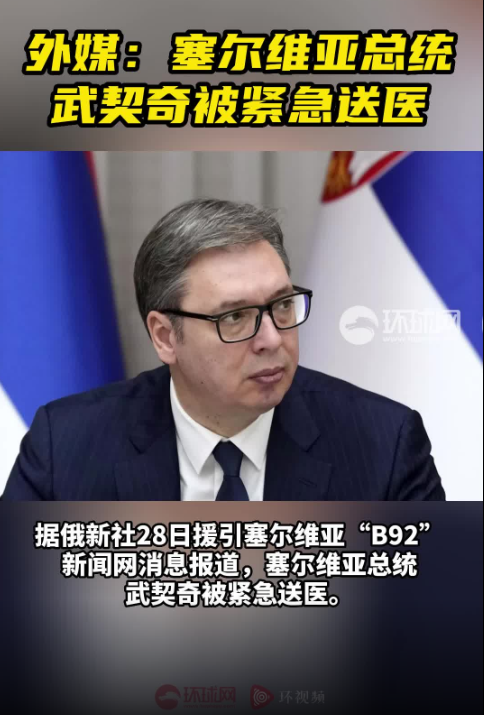 外媒：塞尔维亚总统
武契奇被紧急送医
环球网
据俄新社28日援引塞尔维亚“B92”
新闻网消息报道，塞尔维亚总统
武契奇被紧急送医。
环球网
环视频